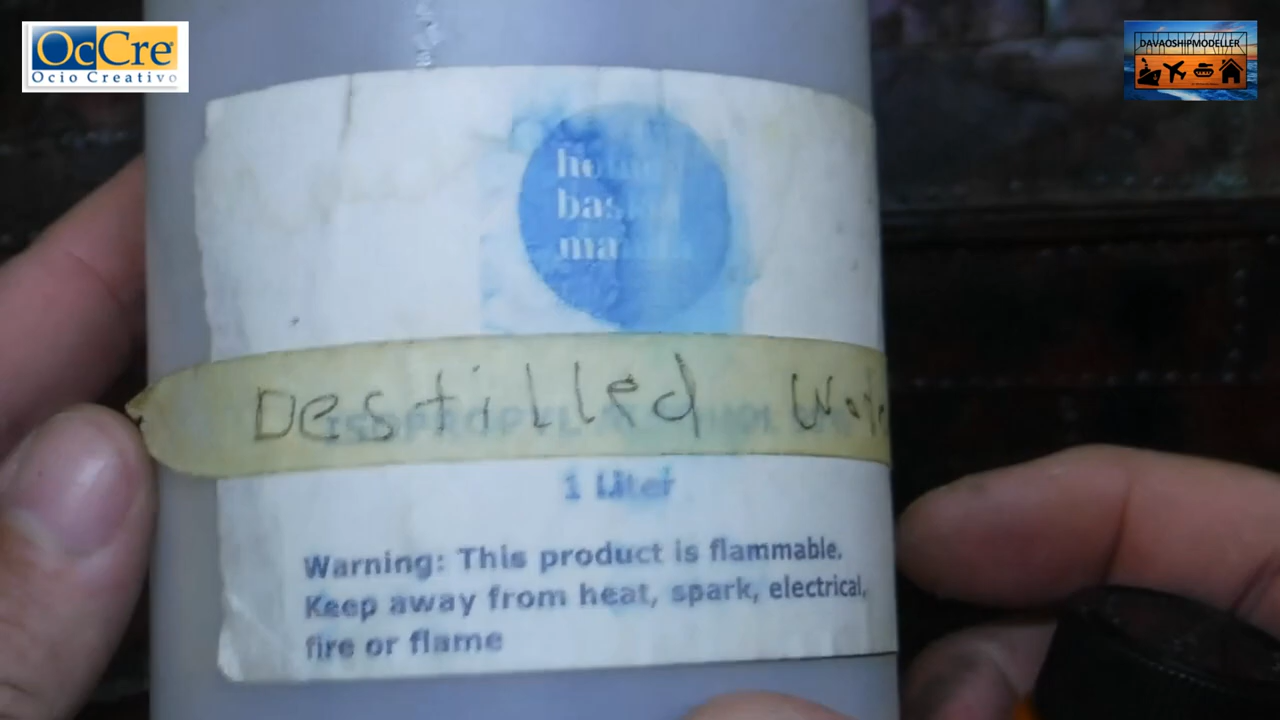 OcCre
Ocio Creativo
DAVAOSHIPMODELLER
Destilled
ISOPROPYL
1 Liter
Warning: This product is flammable.
Keep away from heat, spark, electrical,
fire or flame